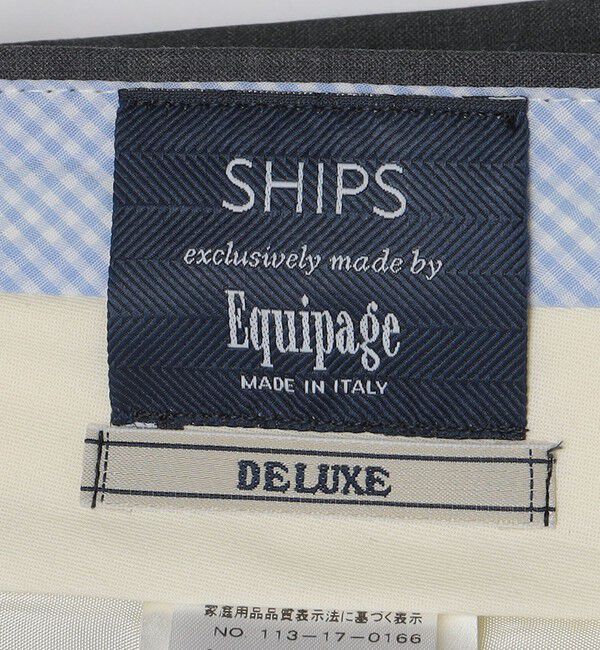 SHIPS
exclusively made by
Equipage
MADE IN ITALY
DELUXE
家庭用品品質表示法に基づく表示
NO 113-17-0166